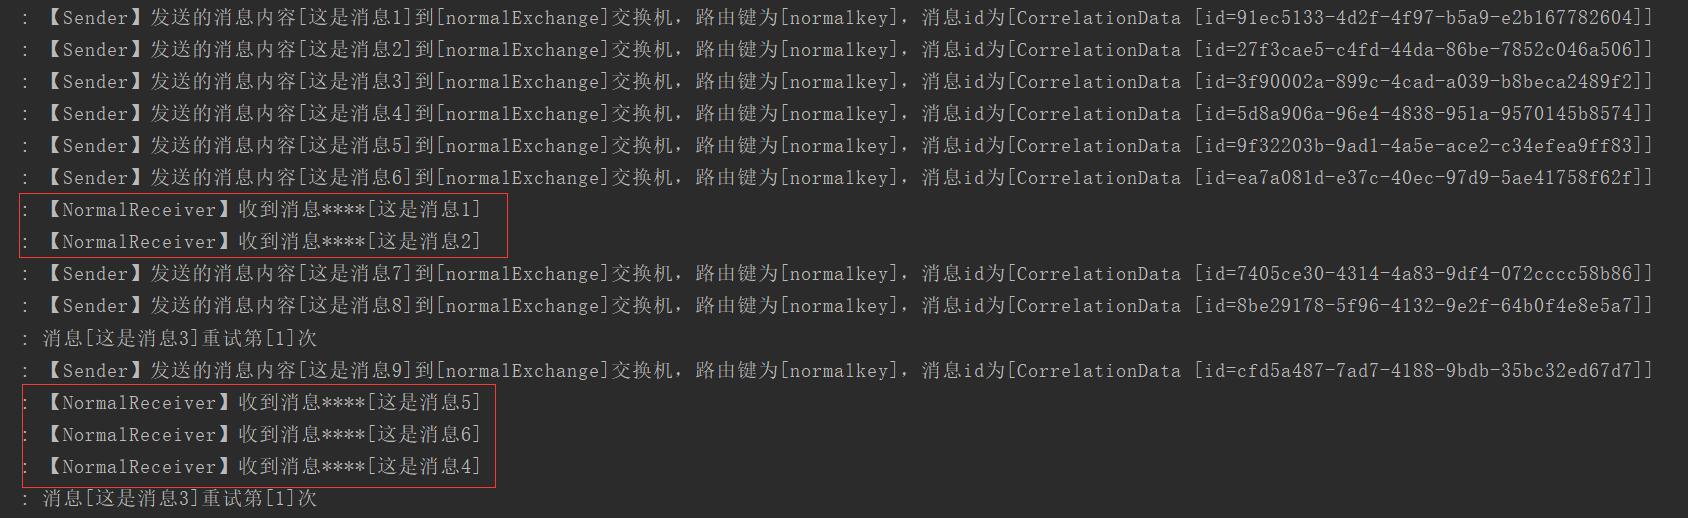 : 【Sender】发送的消息内容[这是消息1]到[normalExchange]交换机，路由键为[normalkey]，消息id为[CorrelationData [id=91ec5133-4d2f-4f97-b5a9-e2b167782604]]
: 【Sender】发送的消息内容[这是消息2]到[normalExchange]交换机，路由键为[normalkey]，消息id为[CorrelationData [id=27f3cae5-c4fd-44da-86be-7852c046a506]]
: 【Sender】发送的消息内容[这是消息3]到[normalExchange]交换机，路由键为[normalkey]，消息id为[CorrelationData [id=3f90002a-899c-4cad-a039-b8beca2489f2]]
: 【Sender】发送的消息内容[这是消息4]到[normalExchange]交换机，路由键为[normalkey]，消息id为[CorrelationData [id=5d8a906a-96e4-4838-951a-9570145b8574]]
: 【Sender】发送的消息内容[这是消息5]到[normalExchange]交换机，路由键为[normalkey]，消息id为[CorrelationData [id=9f32203b-9ad1-4a5e-ace2-c34efea9ff83]]
: 【Sender】发送的消息内容[这是消息6]到[normalExchange]交换机，路由键为[normalkey]，消息id为[CorrelationData [id=ea7a081d-e37c-40ec-97d9-5ae41758f62f]]
: 【NormalReceiver】收到消息****[这是消息1]
: 【NormalReceiver】收到消息****[这是消息2]
: 【Sender】发送的消息内容[这是消息7]到[normalExchange]交换机，路由键为[normalkey]，消息id为[CorrelationData [id=7405ce30-4314-4a83-9df4-072cccc58b86]]
: 【Sender】发送的消息内容[这是消息8]到[normalExchange]交换机，路由键为[normalkey]，消息id为[CorrelationData [id=8be29178-5f96-4132-9e2f-64b0f4e8e5a7]]
: 消息[这是消息3]重试第[1]次
: 【Sender】发送的消息内容[这是消息9]到[normalExchange]交换机，路由键为[normalkey]，消息id为[CorrelationData [id=cfd5a487-7ad7-4188-9bdb-35bc32ed67d7]]
: 【NormalReceiver】收到消息****[这是消息5]
: 【NormalReceiver】收到消息****[这是消息6]
: 【NormalReceiver】收到消息****[这是消息4]
: 消息[这是消息3]重试第[1]次